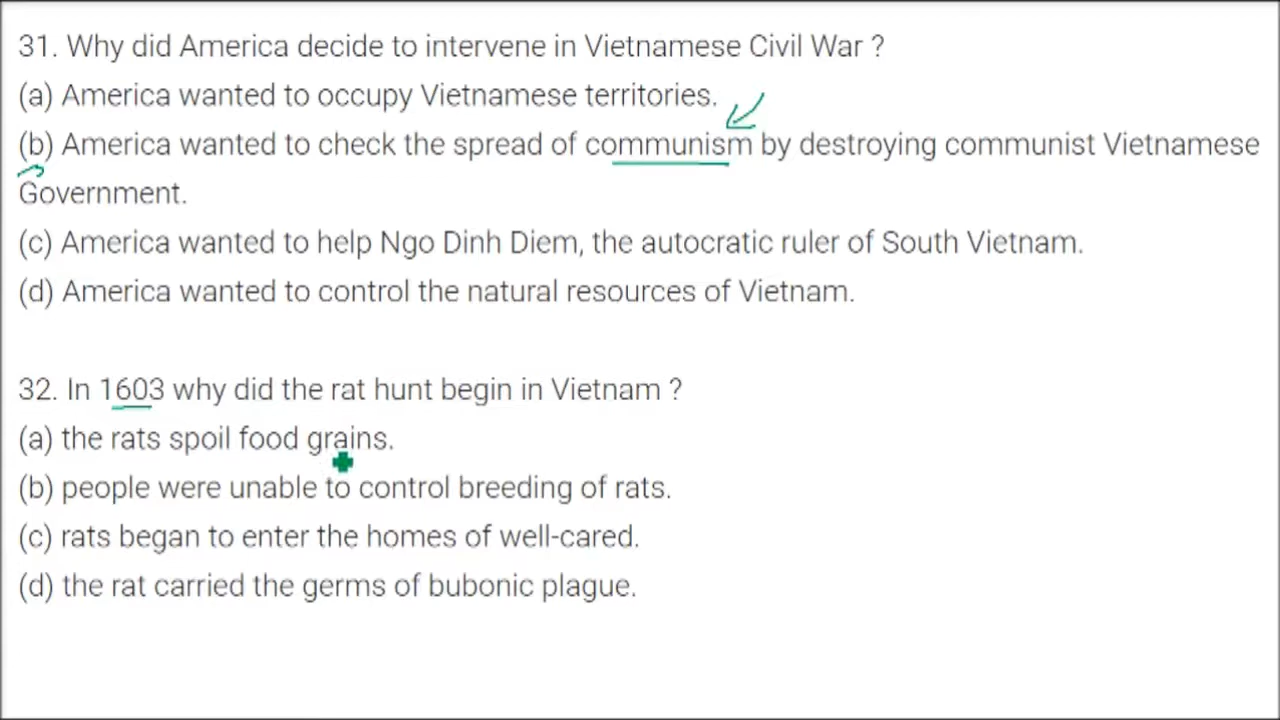 31. Why did America decide to intervene in Vietnamese Civil War ?
(a) America wanted to occupy Vietnamese territories.
(b) America wanted to check the spread of communism by destroying communist Vietnamese
Government.
(c) America wanted to help Ngo Dinh Diem, the autocratic ruler of South Vietnam.
(d) America wanted to control the natural resources of Vietnam.
32. In 1603 why did the rat hunt begin in Vietnam ?
(a) the rats spoil food grains.
(b) people were unable to control breeding of rats.
(c) rats began to enter the homes of well-cared.
(d) the rat carried the germs of bubonic plague.